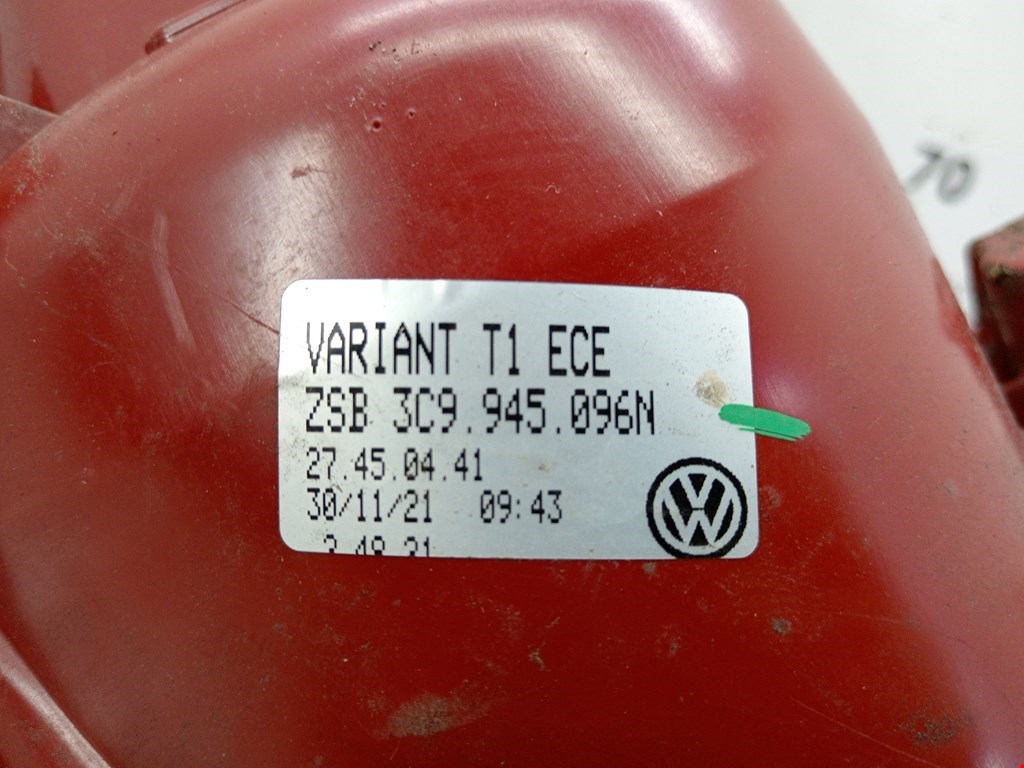 70
VARIANT T1 ECE
ZSB 3C9.945.096N
27.45.04.41
30/11/21 09:43